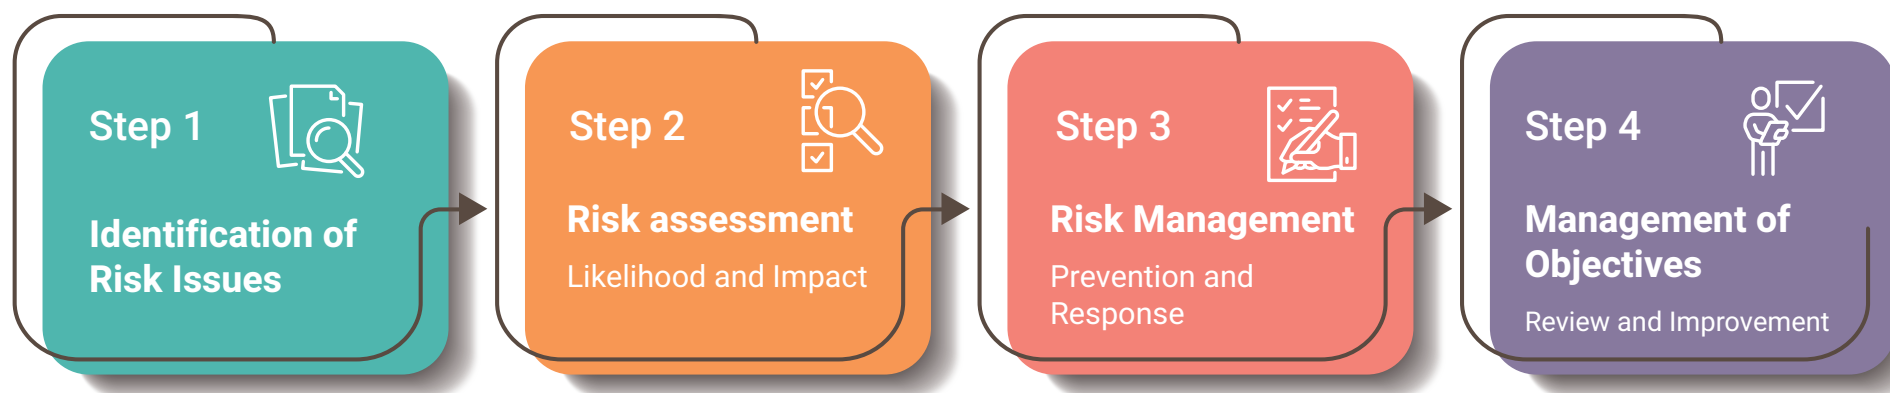 Step 1
Identification of
Risk Issues
Step 2
Risk assessment
Likelihood and Impact
Step 3
Risk Management
Prevention and
Response
Step 4
Management of
Objectives
Review and Improvement